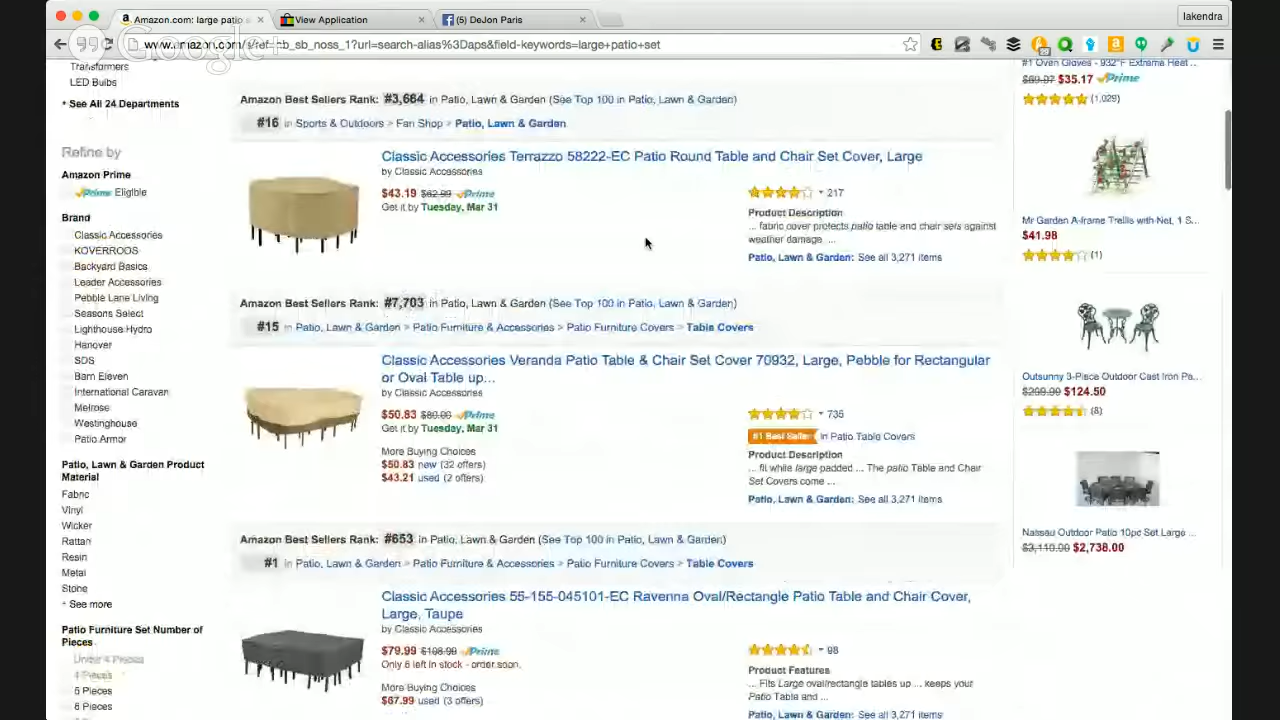 Amazon.com: large patio s
View Application
(5) DeJon Paris
lakendra
Google+
field-keywords=large+patio+set
Transformers
LED Bulbs
See All 24 Departments
Refine by
Amazon Prime
Prime Eligible
Brand
Classic Accessories
KOVERROOS
Backyard Basics
Leader Accessories
Pebble Lane Living
Seasons Select
Lighthouse Hydro
Hanover
SDS
Barn Eleven
International Caravan
Melrose
Westinghouse
Patio Armor
Patio, Lawn & Garden Product
Material
Fabric
Vinyl
Wicker
Rattan
Resin
Metal
Stone
See more
Patio Furniture Set Number of
Pieces
Under 4 Pieces
4 Pieces
5 Pieces
6 Pieces
Amazon Best Sellers Rank: #3,664 in Patio, Lawn & Garden (See Top 100 in Patio, Lawn & Garden)
#16 in Sports & Outdoors > Fan Shop > Patio, Lawn & Garden
Classic Accessories Terrazzo 58222-EC Patio Round Table and Chair Set Cover, Large
by Classic Accessories
$43.19 $62.99 Prime
Get it by Tuesday, Mar 31
217
Product Description
... fabric cover protects patio table and chair sets against
weather damage ...
Patio, Lawn & Garden: See all 3,271 items
Amazon Best Sellers Rank: #7,703 in Patio, Lawn & Garden (See Top 100 in Patio, Lawn & Garden)
#15 in Patio, Lawn & Garden > Patio Furniture & Accessories > Patio Furniture Covers > Table Covers
Classic Accessories Veranda Patio Table & Chair Set Cover 70932, Large, Pebble for Rectangular
or Oval Table up...
by Classic Accessories
$50.83 Prime
Get it by Tuesday, Mar 31
More Buying Choices
$50.83 new (32 offers)
$43.21 used (2 offers)
735
#1 Best Seller in Patio Table Covers
Product Description
... fit while large padded ... The patio Table and Chair
Set Covers come ...
Patio, Lawn & Garden: See all 3,271 items
Amazon Best Sellers Rank: #653 in Patio, Lawn & Garden (See Top 100 in Patio, Lawn & Garden)
#1 in Patio, Lawn & Garden > Patio Furniture & Accessories > Patio Furniture Covers > Table Covers
Classic Accessories 55-155-045101-EC Ravenna Oval/Rectangle Patio Table and Chair Cover,
Large, Taupe
by Classic Accessories
$79.99 $108.99 Prime
Only 6 left in stock - order soon.
More Buying Choices
$67.99 used (3 offers)
98
Product Features
... Fits Large oval/rectangle tables up ... keeps your
Patio Table and ...
Patio, Lawn & Garden: See all 3,271 items
#1 Oven Gloves - 932°F Extreme Heat ...
$35.17 Prime
(1,029)
Mr Garden A-frame Trellis with Net, 1 S...
$41.98
(1)
Outsunny 3-Piece Outdoor Cast Iron Pa...
$299.99 $124.50
(8)
Nassau Outdoor Patio 10pc Set Large ...
$3,110.00 $2,738.00